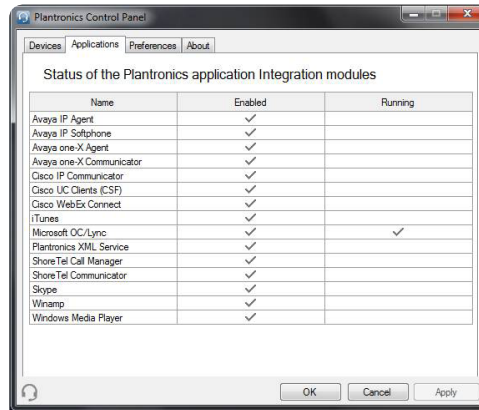 Plantronics Control Panel
Devices Applications Preferences About
Status of the Plantronics application Integration modules
Name Enabled Running
Avaya IP Agent
Avaya IP Softphone
Avaya one-X Agent
Avaya one-X Communicator
Cisco IP Communicator
Cisco UC Clients (CSF)
Cisco WebEx Connect
iTunes
Microsoft OC/Lync
Plantronics XML Service
ShoreTel Call Manager
ShoreTel Communicator
Skype
Winamp
Windows Media Player
OK Cancel Apply